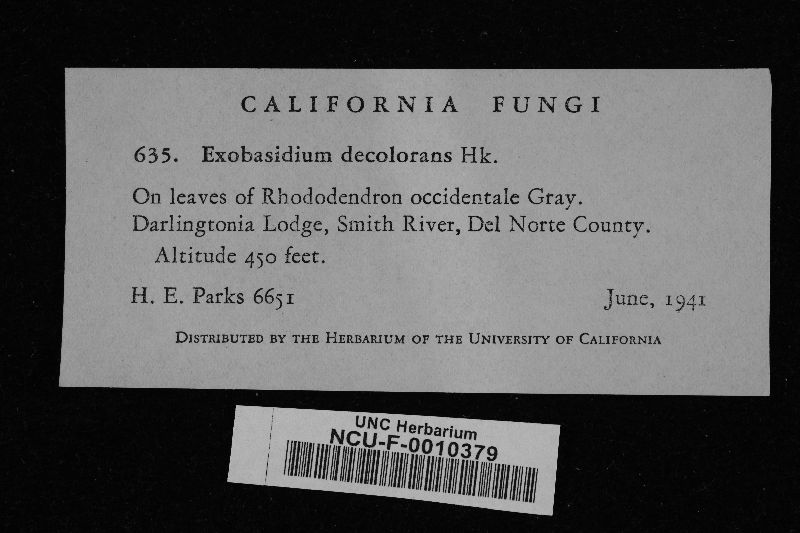 CALIFORNIA FUNGI
635. Exobasidium decolorans Hk.
On leaves of Rhododendron occidentale Gray.
Darlingtonia Lodge, Smith River, Del Norte County.
Altitude 450 feet.
H. E. Parks 6651 June, 1941
DISTRIBUTED BY THE HERBARIUM OF THE UNIVERSITY OF CALIFORNIA
UNC Herbarium
NCU-F-0010379